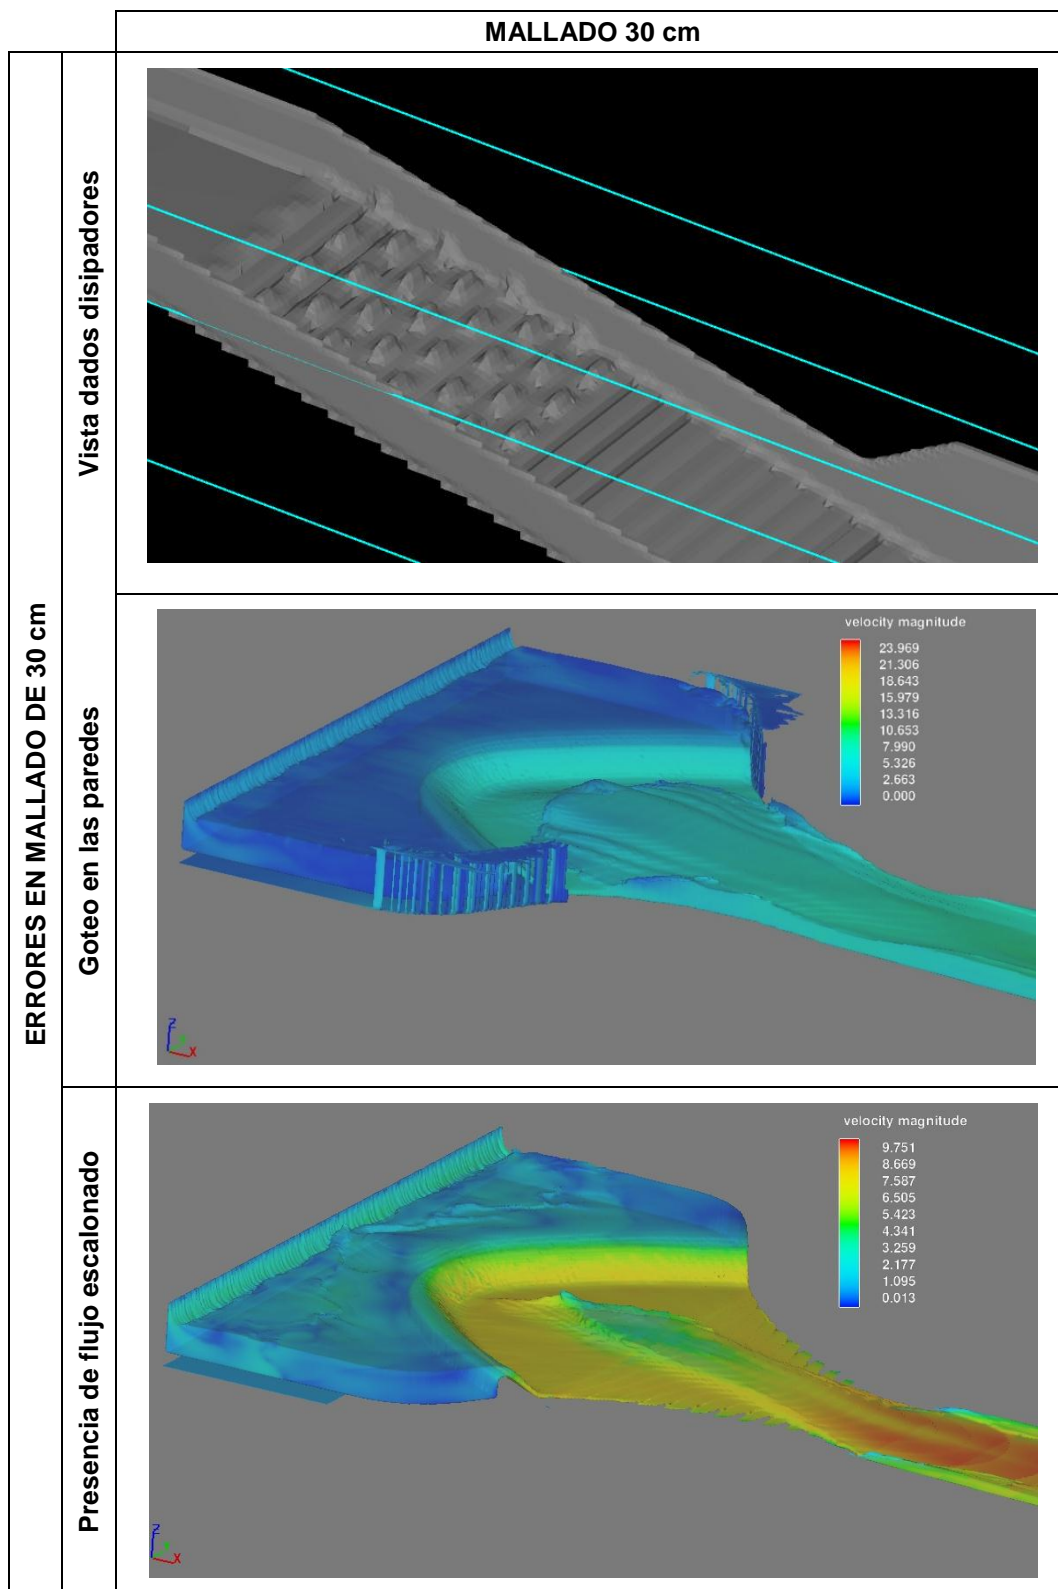 MALLADO 30 cm
ERRORES EN MALLADO DE 30 cm
Vista dados disipadores
Goteo en las paredes
velocity magnitude
23.969
21.306
18.643
15.979
13.316
10.653
7.990
5.326
2.663
0.000
Z
X
Presencia de flujo escalonado
velocity magnitude
9.751
8.669
7.587
6.505
5.423
4.341
3.259
2.177
1.095
0.013
Z
X